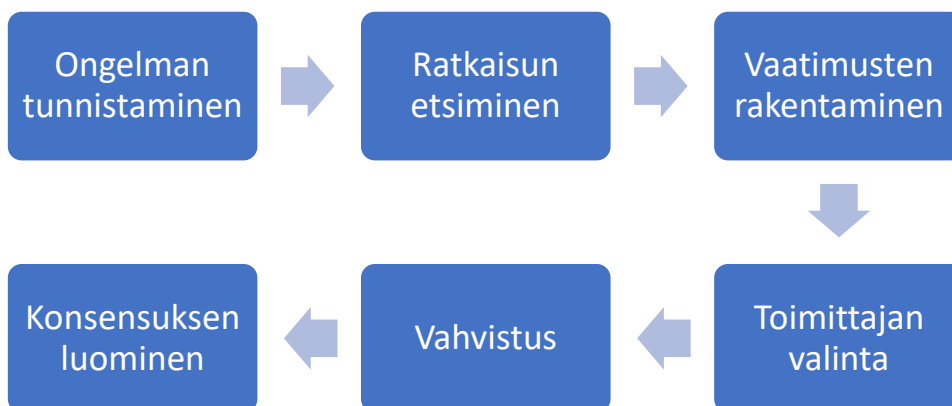 Ongelman
tunnistaminen
Ratkaisun
etsiminen
Vaatimusten
rakentaminen
Toimittajan
valinta
Vahvistus
Konsensuksen
luominen